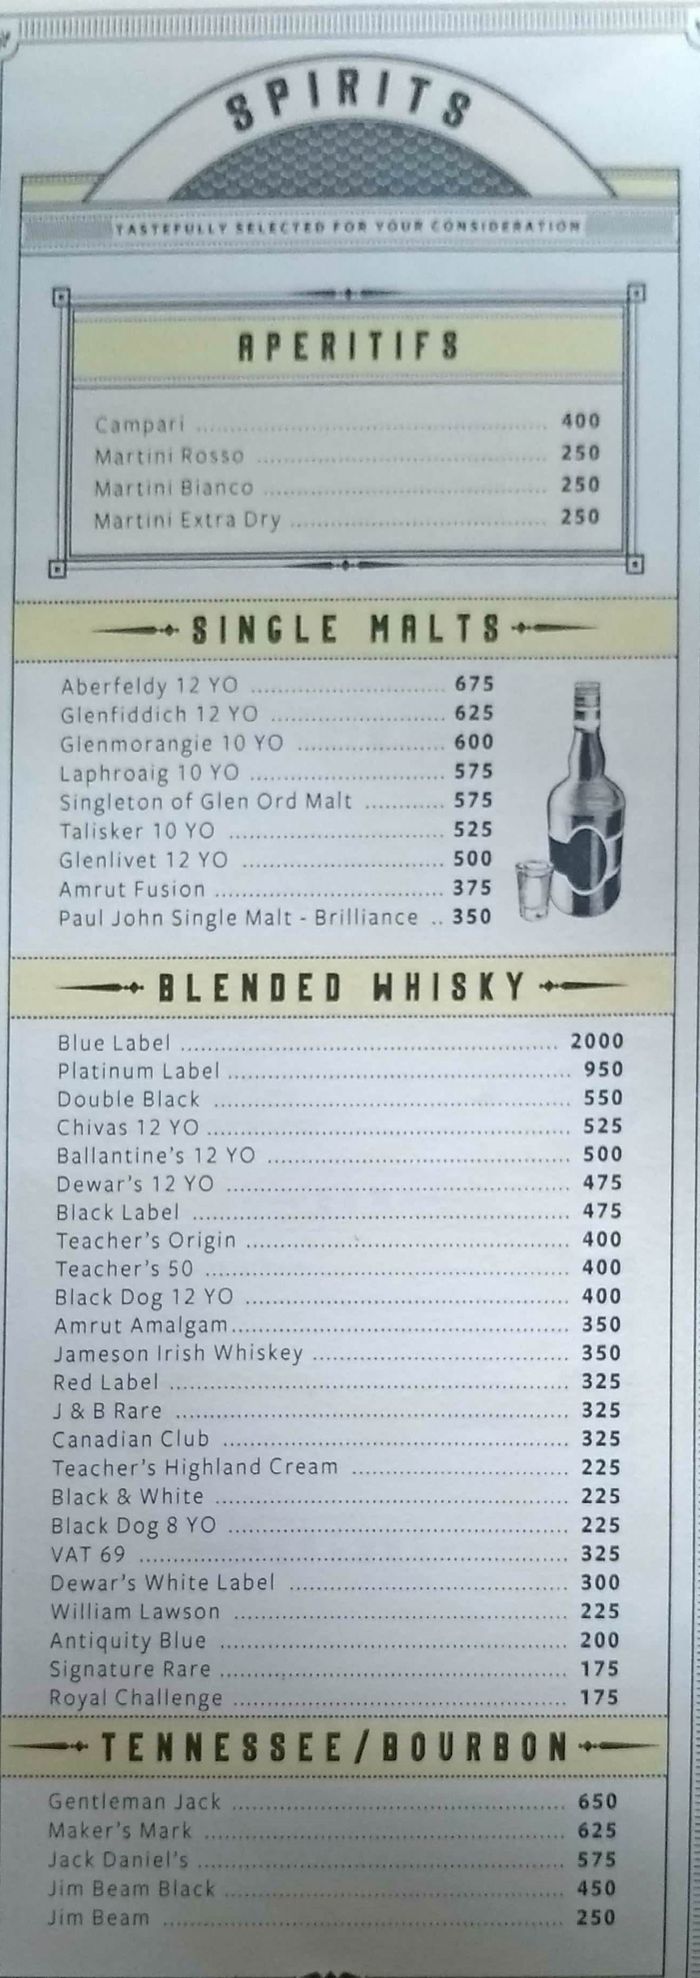 SPIRITS
TASTEFULLY SELECTED FOR YOUR CONSIDERATION
APERITIFS
Campari 400
Martini Rosso 250
Martini Bianco 250
Martini Extra Dry 250
SINGLE MALTS
Aberfeldy 12 YO 675
Glenfiddich 12 YO 625
Glenmorangie 10 YO 600
Laphroaig 10 YO 575
Singleton of Glen Ord Malt 575
Talisker 10 YO 525
Glenlivet 12 YO 500
Amrut Fusion 375
Paul John Single Malt - Brilliance 350
BLENDED WHISKY
Blue Label 2000
Platinum Label 950
Double Black 550
Chivas 12 YO 525
Ballantine's 12 YO 500
Dewar's 12 YO 475
Black Label 475
Teacher's Origin 400
Teacher's 50 400
Black Dog 12 YO 400
Amrut Amalgam 350
Jameson Irish Whiskey 350
Red Label 325
J & B Rare 325
Canadian Club 325
Teacher's Highland Cream 225
Black & White 225
Black Dog 8 YO 225
VAT 69 325
Dewar's White Label 300
William Lawson 225
Antiquity Blue 200
Signature Rare 175
Royal Challenge 175
TENNESSEE/BOURBON
Gentleman Jack 650
Maker's Mark 625
Jack Daniel's 575
Jim Beam Black 450
Jim Beam 250